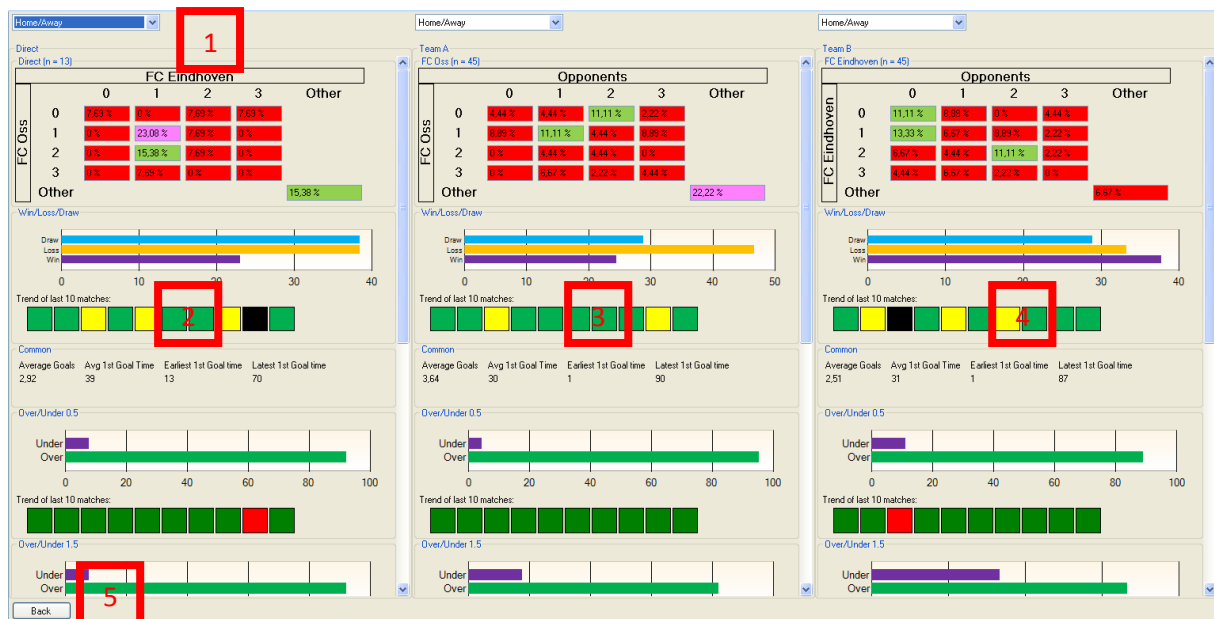 Home/Away
Home/Away
Home/Away
1
Direct
Direct (n = 13)
FC Eindhoven
0 1 2 3 Other
FC Oss
0 7,69 % 0 % 7,69 % 7,69 %
1 0 % 23,08 % 7,69 % 0 %
2 0 % 15,38 % 7,69 % 0 %
3 0 % 7,69 % 0 % 0 %
Other 15,38 %
Win/Loss/Draw
Draw
Loss
Win
0 10 20 30 40
Trend of last 10 matches:
2
Common
Average Goals Avg 1st Goal Time Earliest 1st Goal time Latest 1st Goal time
2,92 39 13 70
Over/Under 0.5
Under
Over
0 20 40 60 80 100
Trend of last 10 matches:
Over/Under 1.5
Under
Over
5
Back
Team A
FC Oss (n = 45)
Opponents
0 1 2 3 Other
FC Oss
0 4,44 % 4,44 % 11,11 % 2,22 %
1 8,89 % 11,11 % 4,44 % 8,89 %
2 0 % 4,44 % 4,44 % 0 %
3 0 % 6,67 % 2,22 % 4,44 %
Other 22,22 %
Win/Loss/Draw
Draw
Loss
Win
0 10 20 30 40 50
Trend of last 10 matches:
3
Common
Average Goals Avg 1st Goal Time Earliest 1st Goal time Latest 1st Goal time
3,64 30 1 90
Over/Under 0.5
Under
Over
0 20 40 60 80 100
Trend of last 10 matches:
Over/Under 1.5
Under
Over
Team B
FC Eindhoven (n = 45)
Opponents
0 1 2 3 Other
FC Eindhoven
0 11,11 % 8,89 % 0 % 4,44 %
1 13,33 % 6,67 % 8,89 % 2,22 %
2 6,67 % 4,44 % 11,11 % 2,22 %
3 4,44 % 6,67 % 2,22 % 0 %
Other 6,67 %
Win/Loss/Draw
Draw
Loss
Win
0 10 20 30 40
Trend of last 10 matches:
4
Common
Average Goals Avg 1st Goal Time Earliest 1st Goal time Latest 1st Goal time
2,51 31 1 87
Over/Under 0.5
Under
Over
0 20 40 60 80 100
Trend of last 10 matches:
Over/Under 1.5
Under
Over